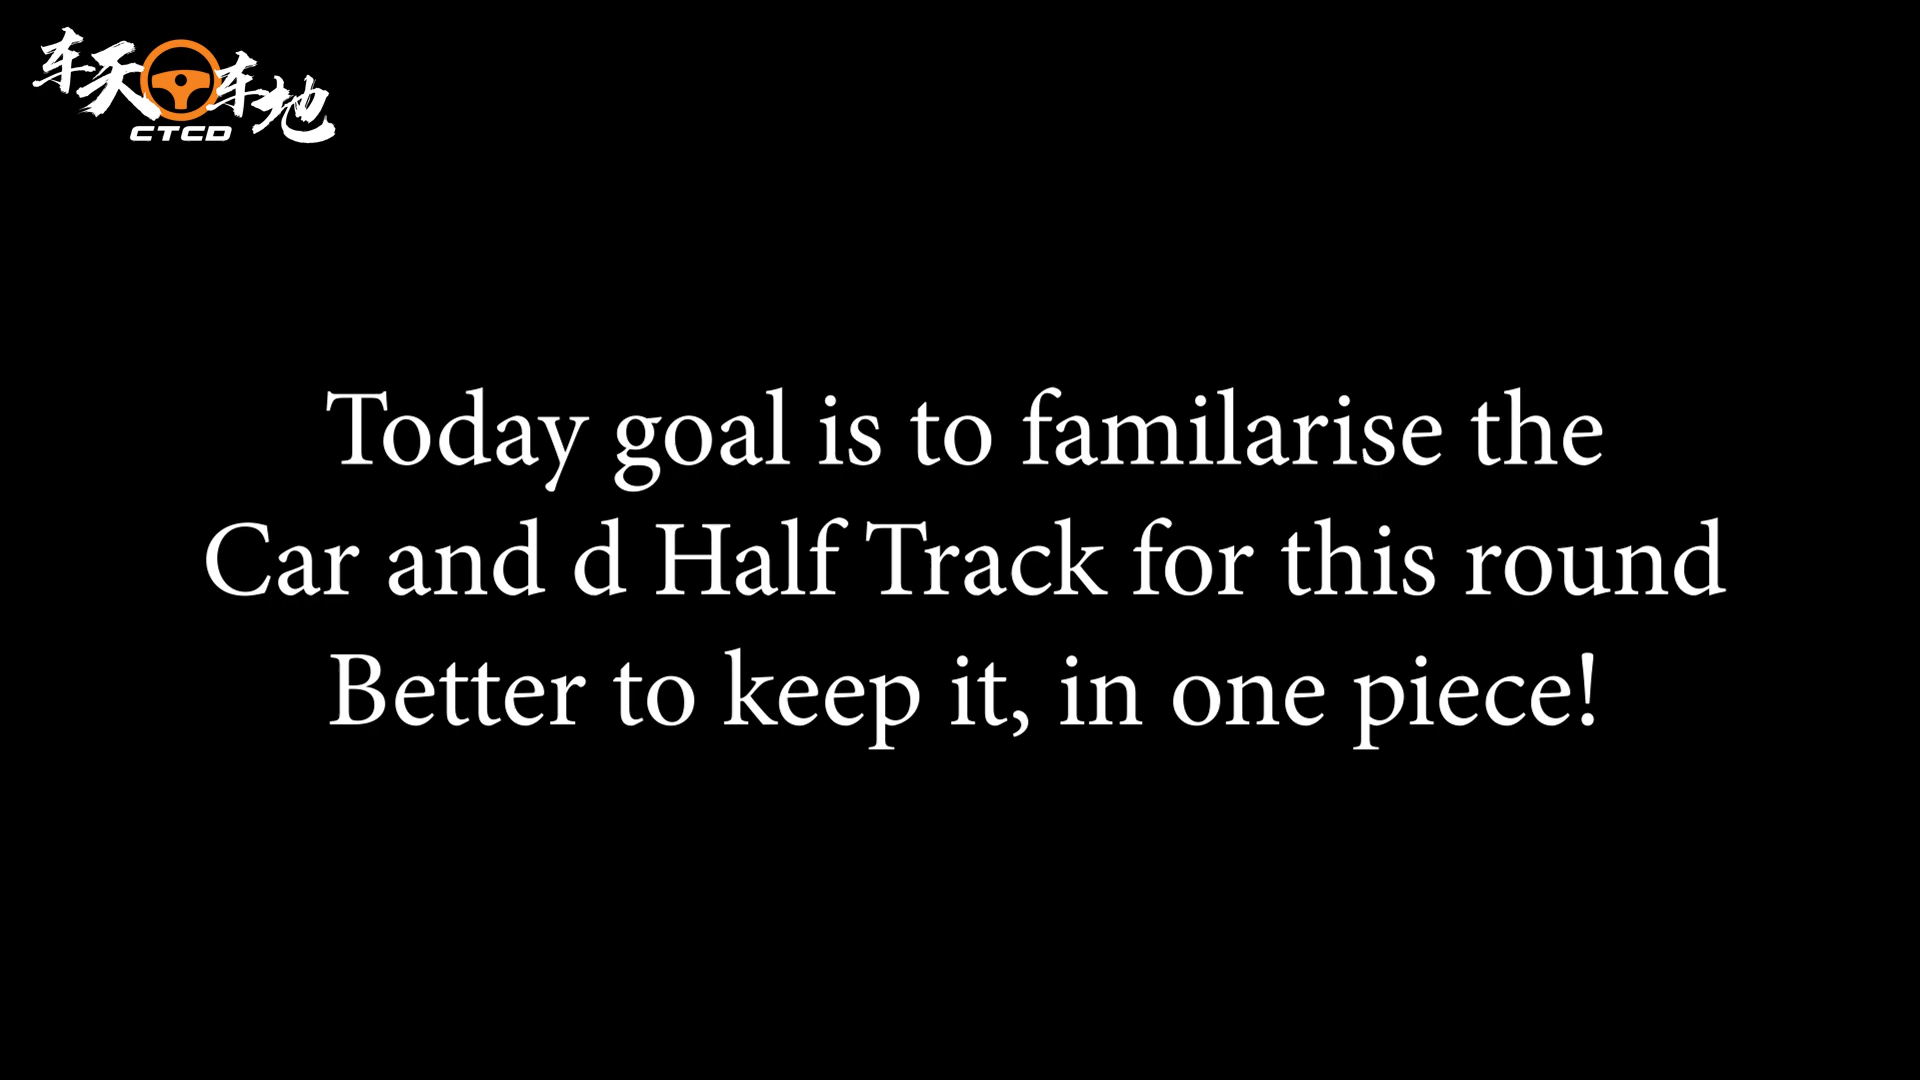 车天车地
CTCD
Today goal is to familarise the
Car and d Half Track for this round
Better to keep it, in one piece!